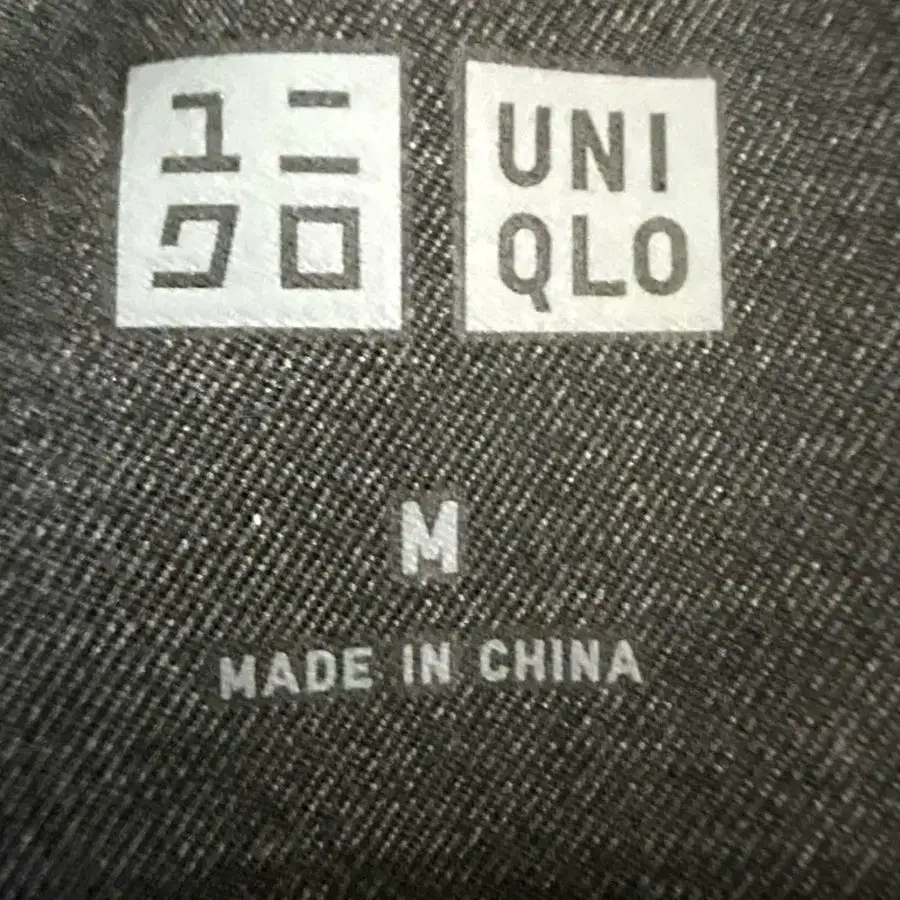 ユニ
クロ
UNI
QLO
M
MADE IN CHINA